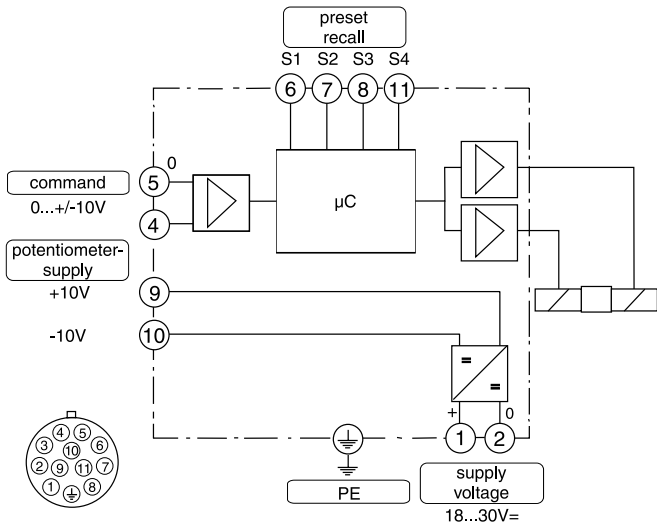 preset
recall
S1 S2 S3 S4
6 7 8 11
0
5
command
0...+/-10V
4
µC
potentiometer-
supply
+10V
9
-10V
10
=
=
+ 0
1 2
PE
supply
voltage
18...30V=
4 5
3 10 6
2 9 11 7
1 8